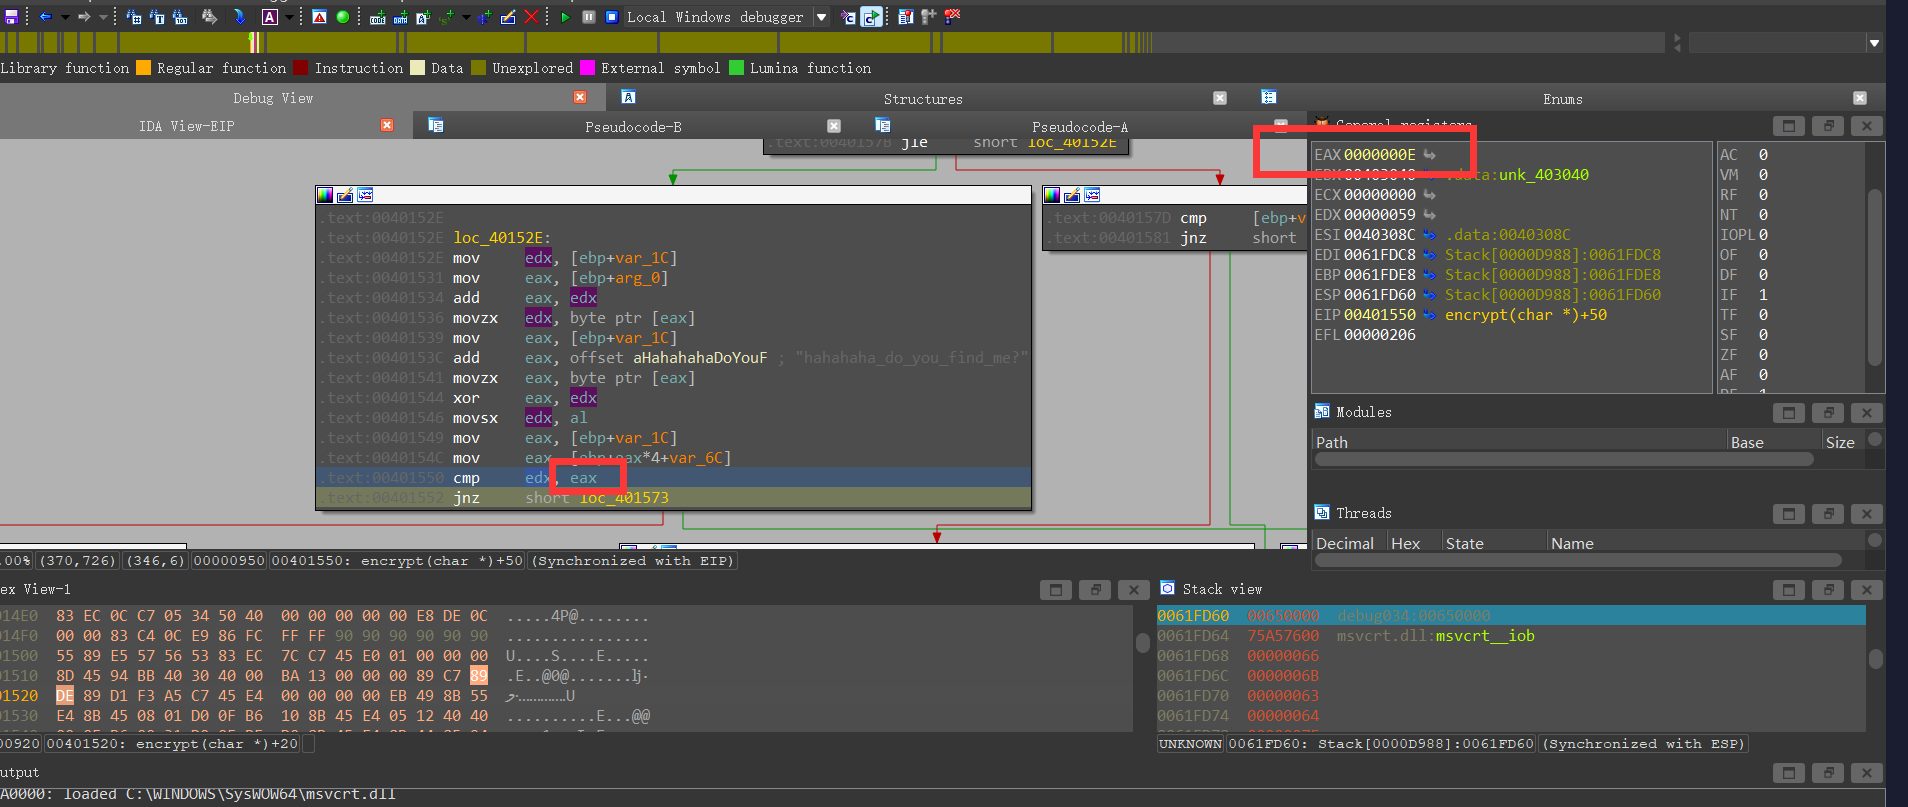 Local Windows debugger
Library function Regular function Instruction Data Unexplored External symbol Lumina function
Debug View Structures Enums
IDA View-EIP Pseudocode-B Pseudocode-A
General registers
.text:0040157B jle short loc_40152E
.text:0040152E
.text:0040152E loc_40152E:
.text:0040152E mov edx, [ebp+var_1C]
.text:00401531 mov eax, [ebp+arg_0]
.text:00401534 add eax, edx
.text:00401536 movzx edx, byte ptr [eax]
.text:00401539 mov eax, [ebp+var_1C]
.text:0040153C add eax, offset aHahahahaDoYouF ; "hahahaha_do_you_find_me?"
.text:00401541 movzx eax, byte ptr [eax]
.text:00401544 xor eax, edx
.text:00401546 movsx edx, al
.text:00401549 mov eax, [ebp+var_1C]
.text:0040154C mov eax, [ebp+eax*4+var_6C]
.text:00401550 cmp edx, eax
.text:00401552 jnz short loc_401573
.text:0040157D cmp [ebp+v
.text:00401581 jnz short
EAX 0000000E
EBX 00403040 .data:unk_403040
ECX 00000000
EDX 00000059
ESI 0040308C .data:0040308C
EDI 0061FDC8 Stack[0000D988]:0061FDC8
EBP 0061FDE8 Stack[0000D988]:0061FDE8
ESP 0061FD60 Stack[0000D988]:0061FD60
EIP 00401550 encrypt(char *)+50
EFL 00000206
AC 0
VM 0
RF 0
NT 0
IOPL 0
OF 0
DF 0
IF 1
TF 0
SF 0
ZF 0
AF 0
PF 1
Modules
Path Base Size
Threads
Decimal Hex State Name
.00% (370,726) (346,6) 00000950 00401550: encrypt(char *)+50 (Synchronized with EIP)
ex View-1
014E0 83 EC 0C C7 05 34 50 40 00 00 00 00 00 E8 DE 0C .....4P@........
014F0 00 00 83 C4 0C E9 86 FC FF FF 90 90 90 90 90 90 ................
01500 55 89 E5 57 56 53 83 EC 7C C7 45 E0 01 00 00 00 U....S....E.....
01510 8D 45 94 BB 40 30 40 00 BA 13 00 00 00 89 C7 89
01520 DE 89 D1 F3 A5 C7 45 E4 00 00 00 00 EB 49 8B 55
01530 E4 8B 45 08 01 D0 0F B6 10 8B 45 E4 05 12 40 40 ..........E...@@
00920 00401520: encrypt(char *)+20
Stack view
0061FD60 00650000 debug034:00650000
0061FD64 75A57600 msvcrt.dll:msvcrt__iob
0061FD68 00000066
0061FD6C 0000006B
0061FD70 00000063
0061FD74 00000064
UNKNOWN 0061FD60: Stack[0000D988]:0061FD60 (Synchronized with ESP)
utput
A0000: loaded C:\WINDOWS\SysWOW64\msvcrt.dll